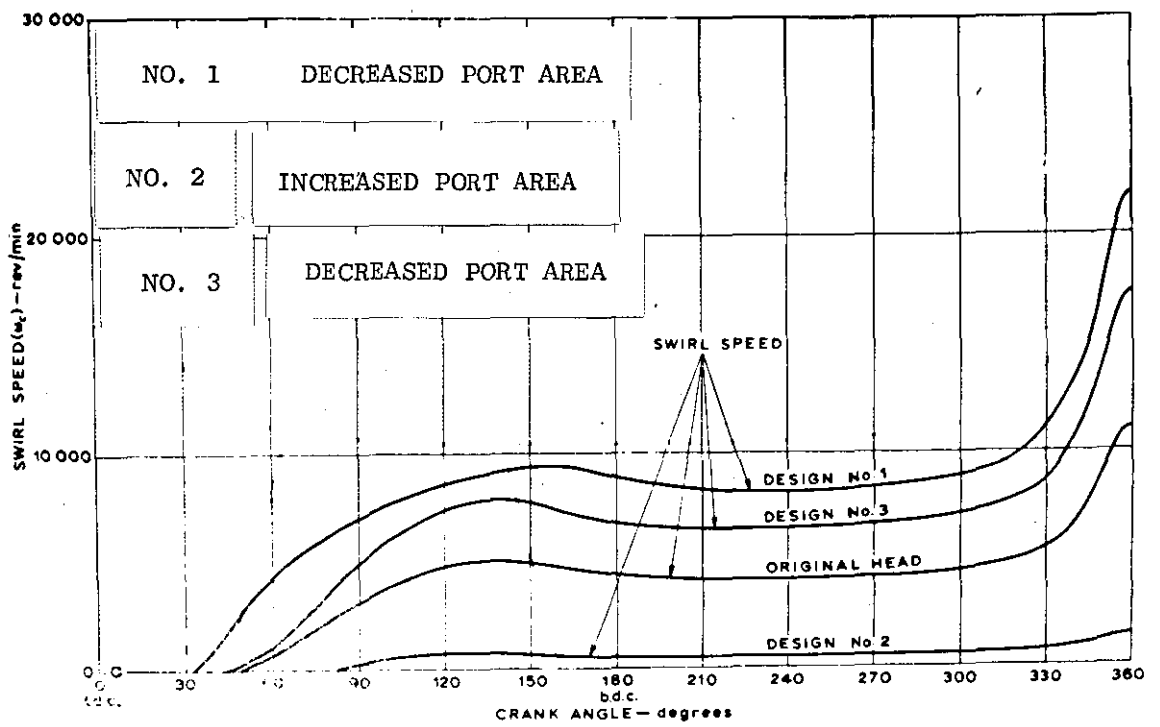 30 000
NO. 1 DECREASED PORT AREA
NO. 2 INCREASED PORT AREA
20 000
NO. 3 DECREASED PORT AREA
SWIRL SPEED(ωc)—rev/min
SWIRL SPEED
10 000
DESIGN No. 1
DESIGN No. 3
ORIGINAL HEAD
DESIGN No. 2
0 30 60 90 120 150 180 210 240 270 300 330 360
t.d.c. b.d.c.
CRANK ANGLE—degrees